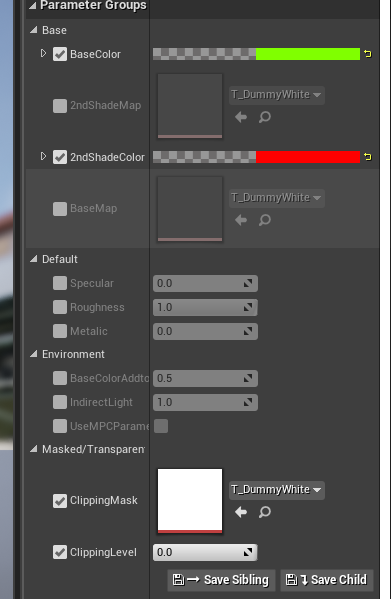 Parameter Groups
Base
BaseColor
2ndShadeMap
T_DummyWhite
2ndShadeColor
BaseMap
T_DummyWhite
Default
Specular 0.0
Roughness 1.0
Metallic 0.0
Environment
BaseColorAddto 0.5
IndirectLight 1.0
UseMPCParame
Masked/Transparen
ClippingMask
T_DummyWhite
ClippingLevel 0.0
Save Sibling Save Child